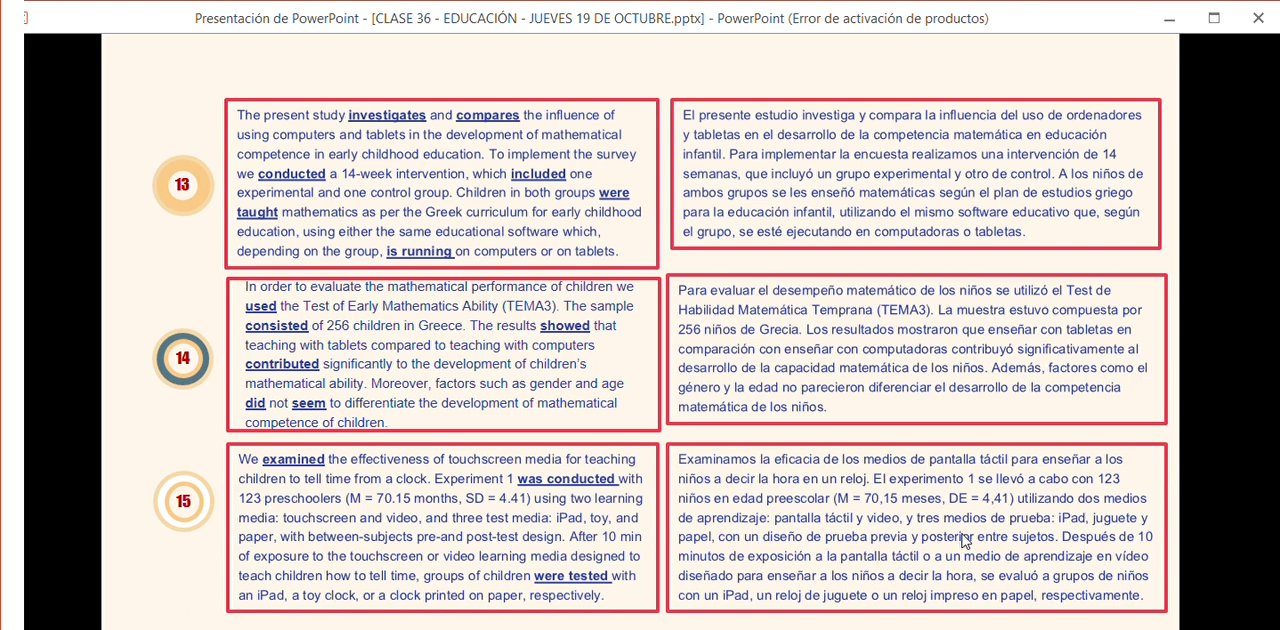 Presentación de PowerPoint - [CLASE 36 - EDUCACIÓN - JUEVES 19 DE OCTUBRE.pptx] - PowerPoint (Error de activación de productos)
13
The present study investigates and compares the influence of
using computers and tablets in the development of mathematical
competence in early childhood education. To implement the survey
we conducted a 14-week intervention, which included one
experimental and one control group. Children in both groups were
taught mathematics as per the Greek curriculum for early childhood
education, using either the same educational software which,
depending on the group, is running on computers or on tablets.
El presente estudio investiga y compara la influencia del uso de ordenadores
y tabletas en el desarrollo de la competencia matemática en educación
infantil. Para implementar la encuesta realizamos una intervención de 14
semanas, que incluyó un grupo experimental y otro de control. A los niños de
ambos grupos se les enseñó matemáticas según el plan de estudios griego
para la educación infantil, utilizando el mismo software educativo que, según
el grupo, se esté ejecutando en computadoras o tabletas.
14
In order to evaluate the mathematical performance of children we
used the Test of Early Mathematics Ability (TEMA3). The sample
consisted of 256 children in Greece. The results showed that
teaching with tablets compared to teaching with computers
contributed significantly to the development of children's
mathematical ability. Moreover, factors such as gender and age
did not seem to differentiate the development of mathematical
competence of children.
Para evaluar el desempeño matemático de los niños se utilizó el Test de
Habilidad Matemática Temprana (TEMA3). La muestra estuvo compuesta por
256 niños de Grecia. Los resultados mostraron que enseñar con tabletas en
comparación con enseñar con computadoras contribuyó significativamente al
desarrollo de la capacidad matemática de los niños. Además, factores como el
género y la edad no parecieron diferenciar el desarrollo de la competencia
matemática de los niños.
15
We examined the effectiveness of touchscreen media for teaching
children to tell time from a clock. Experiment 1 was conducted with
123 preschoolers (M = 70.15 months, SD = 4.41) using two learning
media: touchscreen and video, and three test media: iPad, toy, and
paper, with between-subjects pre-and post-test design. After 10 min
of exposure to the touchscreen or video learning media designed to
teach children how to tell time, groups of children were tested with
an iPad, a toy clock, or a clock printed on paper, respectively.
Examinamos la eficacia de los medios de pantalla táctil para enseñar a los
niños a decir la hora en un reloj. El experimento 1 se llevó a cabo con 123
niños en edad preescolar (M = 70,15 meses, DE = 4,41) utilizando dos medios
de aprendizaje: pantalla táctil y video, y tres medios de prueba: iPad, juguete y
papel, con un diseño de prueba previa y posterior entre sujetos. Después de 10
minutos de exposición a la pantalla táctil o a un medio de aprendizaje en vídeo
diseñado para enseñar a los niños a decir la hora, se evaluó a grupos de niños
con un iPad, un reloj de juguete o un reloj impreso en papel, respectivamente.